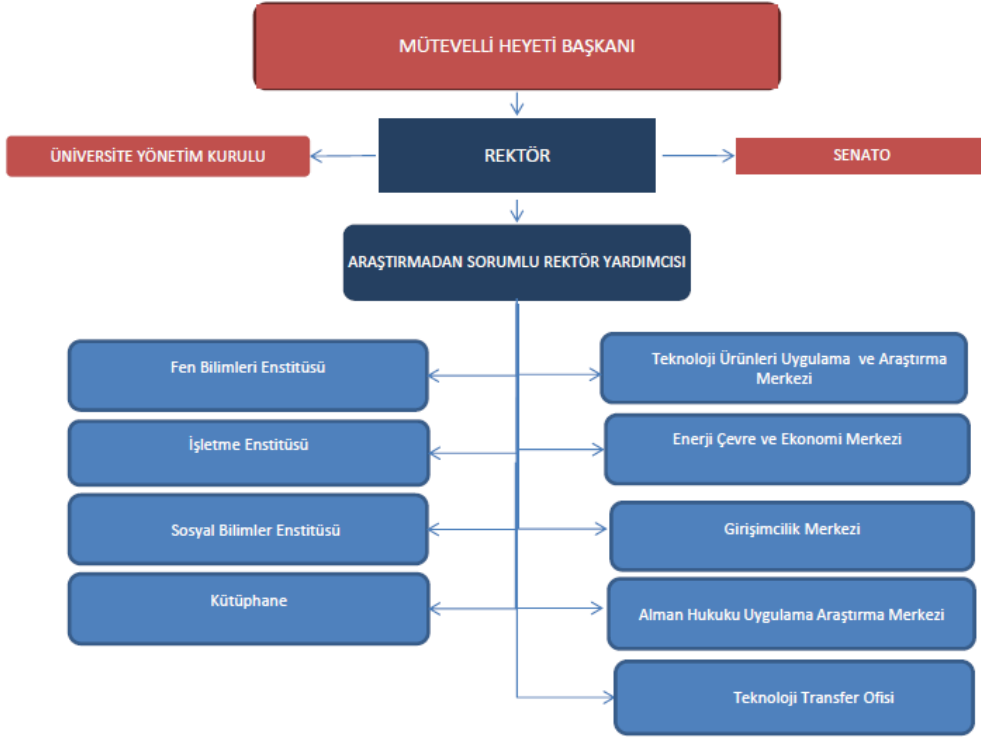 MÜTEVELLİ HEYETİ BAŞKANI
ÜNİVERSİTE YÖNETİM KURULU
REKTÖR
SENATO
ARAŞTIRMADAN SORUMLU REKTÖR YARDIMCISI
Fen Bilimleri Enstitüsü
İşletme Enstitüsü
Sosyal Bilimler Enstitüsü
Kütüphane
Teknoloji Ürünleri Uygulama ve Araştırma
Merkezi
Enerji Çevre ve Ekonomi Merkezi
Girişimcilik Merkezi
Alman Hukuku Uygulama Araştırma Merkezi
Teknoloji Transfer Ofisi